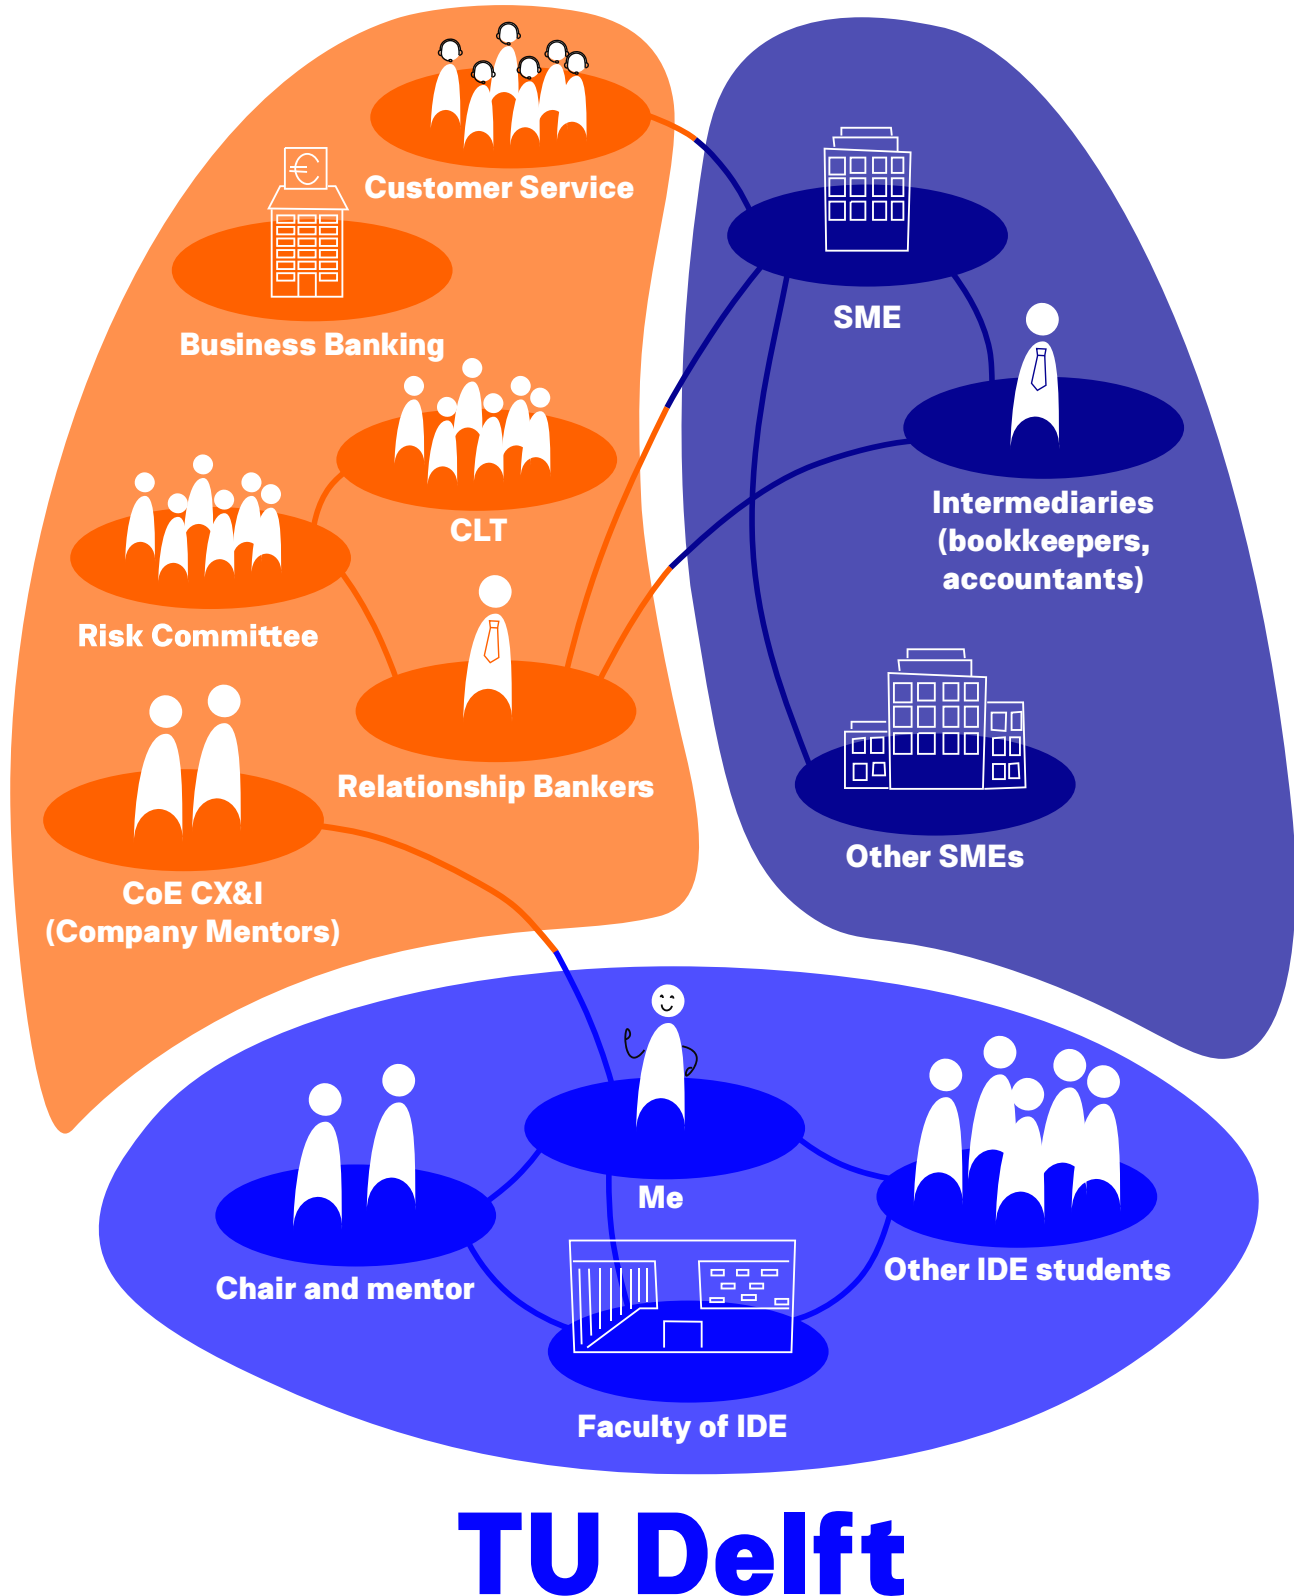 Customer Service
Business Banking
CLT
Risk Committee
Relationship Bankers
CoE CX&I
(Company Mentors)
SME
Intermediaries
(bookkeepers,
accountants)
Other SMEs
Me
Chair and mentor
Other IDE students
Faculty of IDE
TU Delft